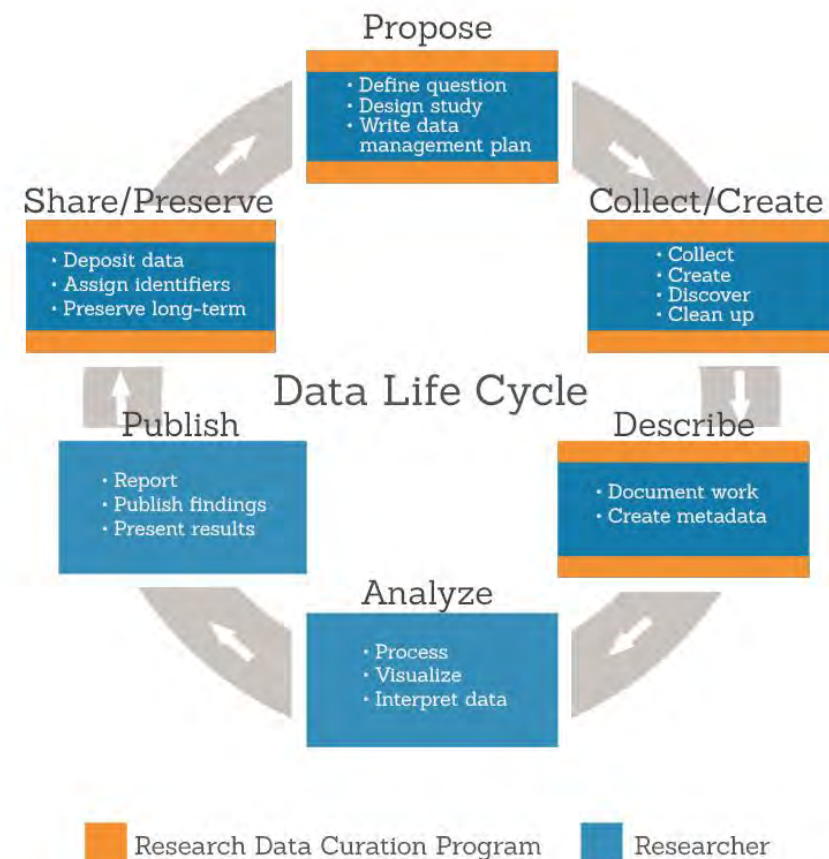 Propose
• Define question
• Design study
• Write data
management plan
Share/Preserve
• Deposit data
• Assign identifiers
• Preserve long-term
Collect/Create
• Collect
• Create
• Discover
• Clean up
Data Life Cycle
Publish
• Report
• Publish findings
• Present results
Describe
• Document work
• Create metadata
Analyze
• Process
• Visualize
• Interpret data
Research Data Curation Program
Researcher